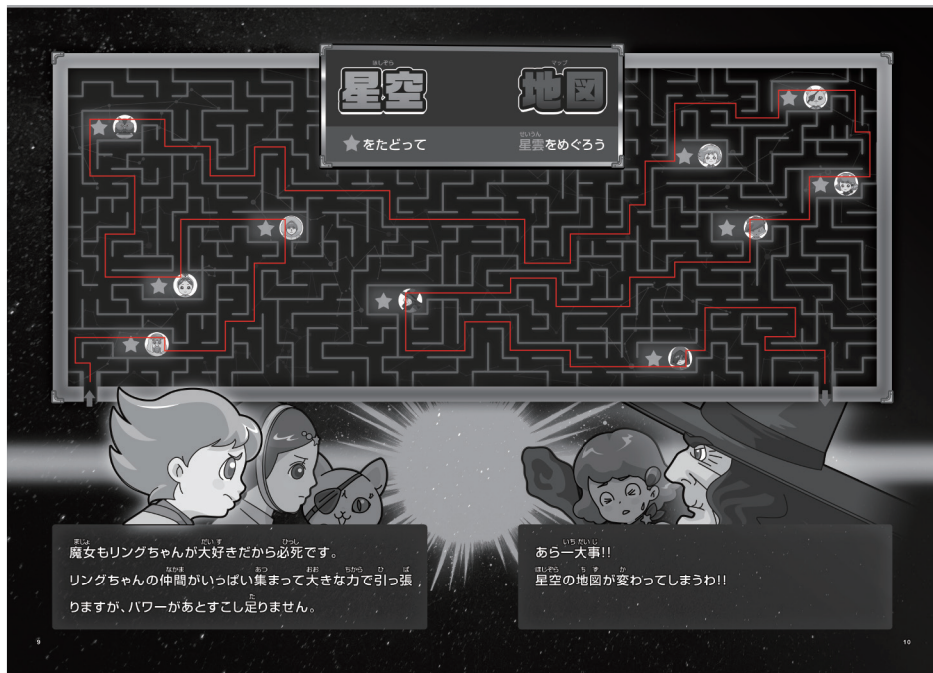 星空 地図
★をたどって 星雲をめぐろう
魔女もリングちゃんが大好きだから必死です。
リングちゃんの仲間がいっぱい集まって大きな力で引っ張
りますが、パワーがあとすこし足りません。
あら一大事!!
星空の地図が変わってしまうわ!!
9
10